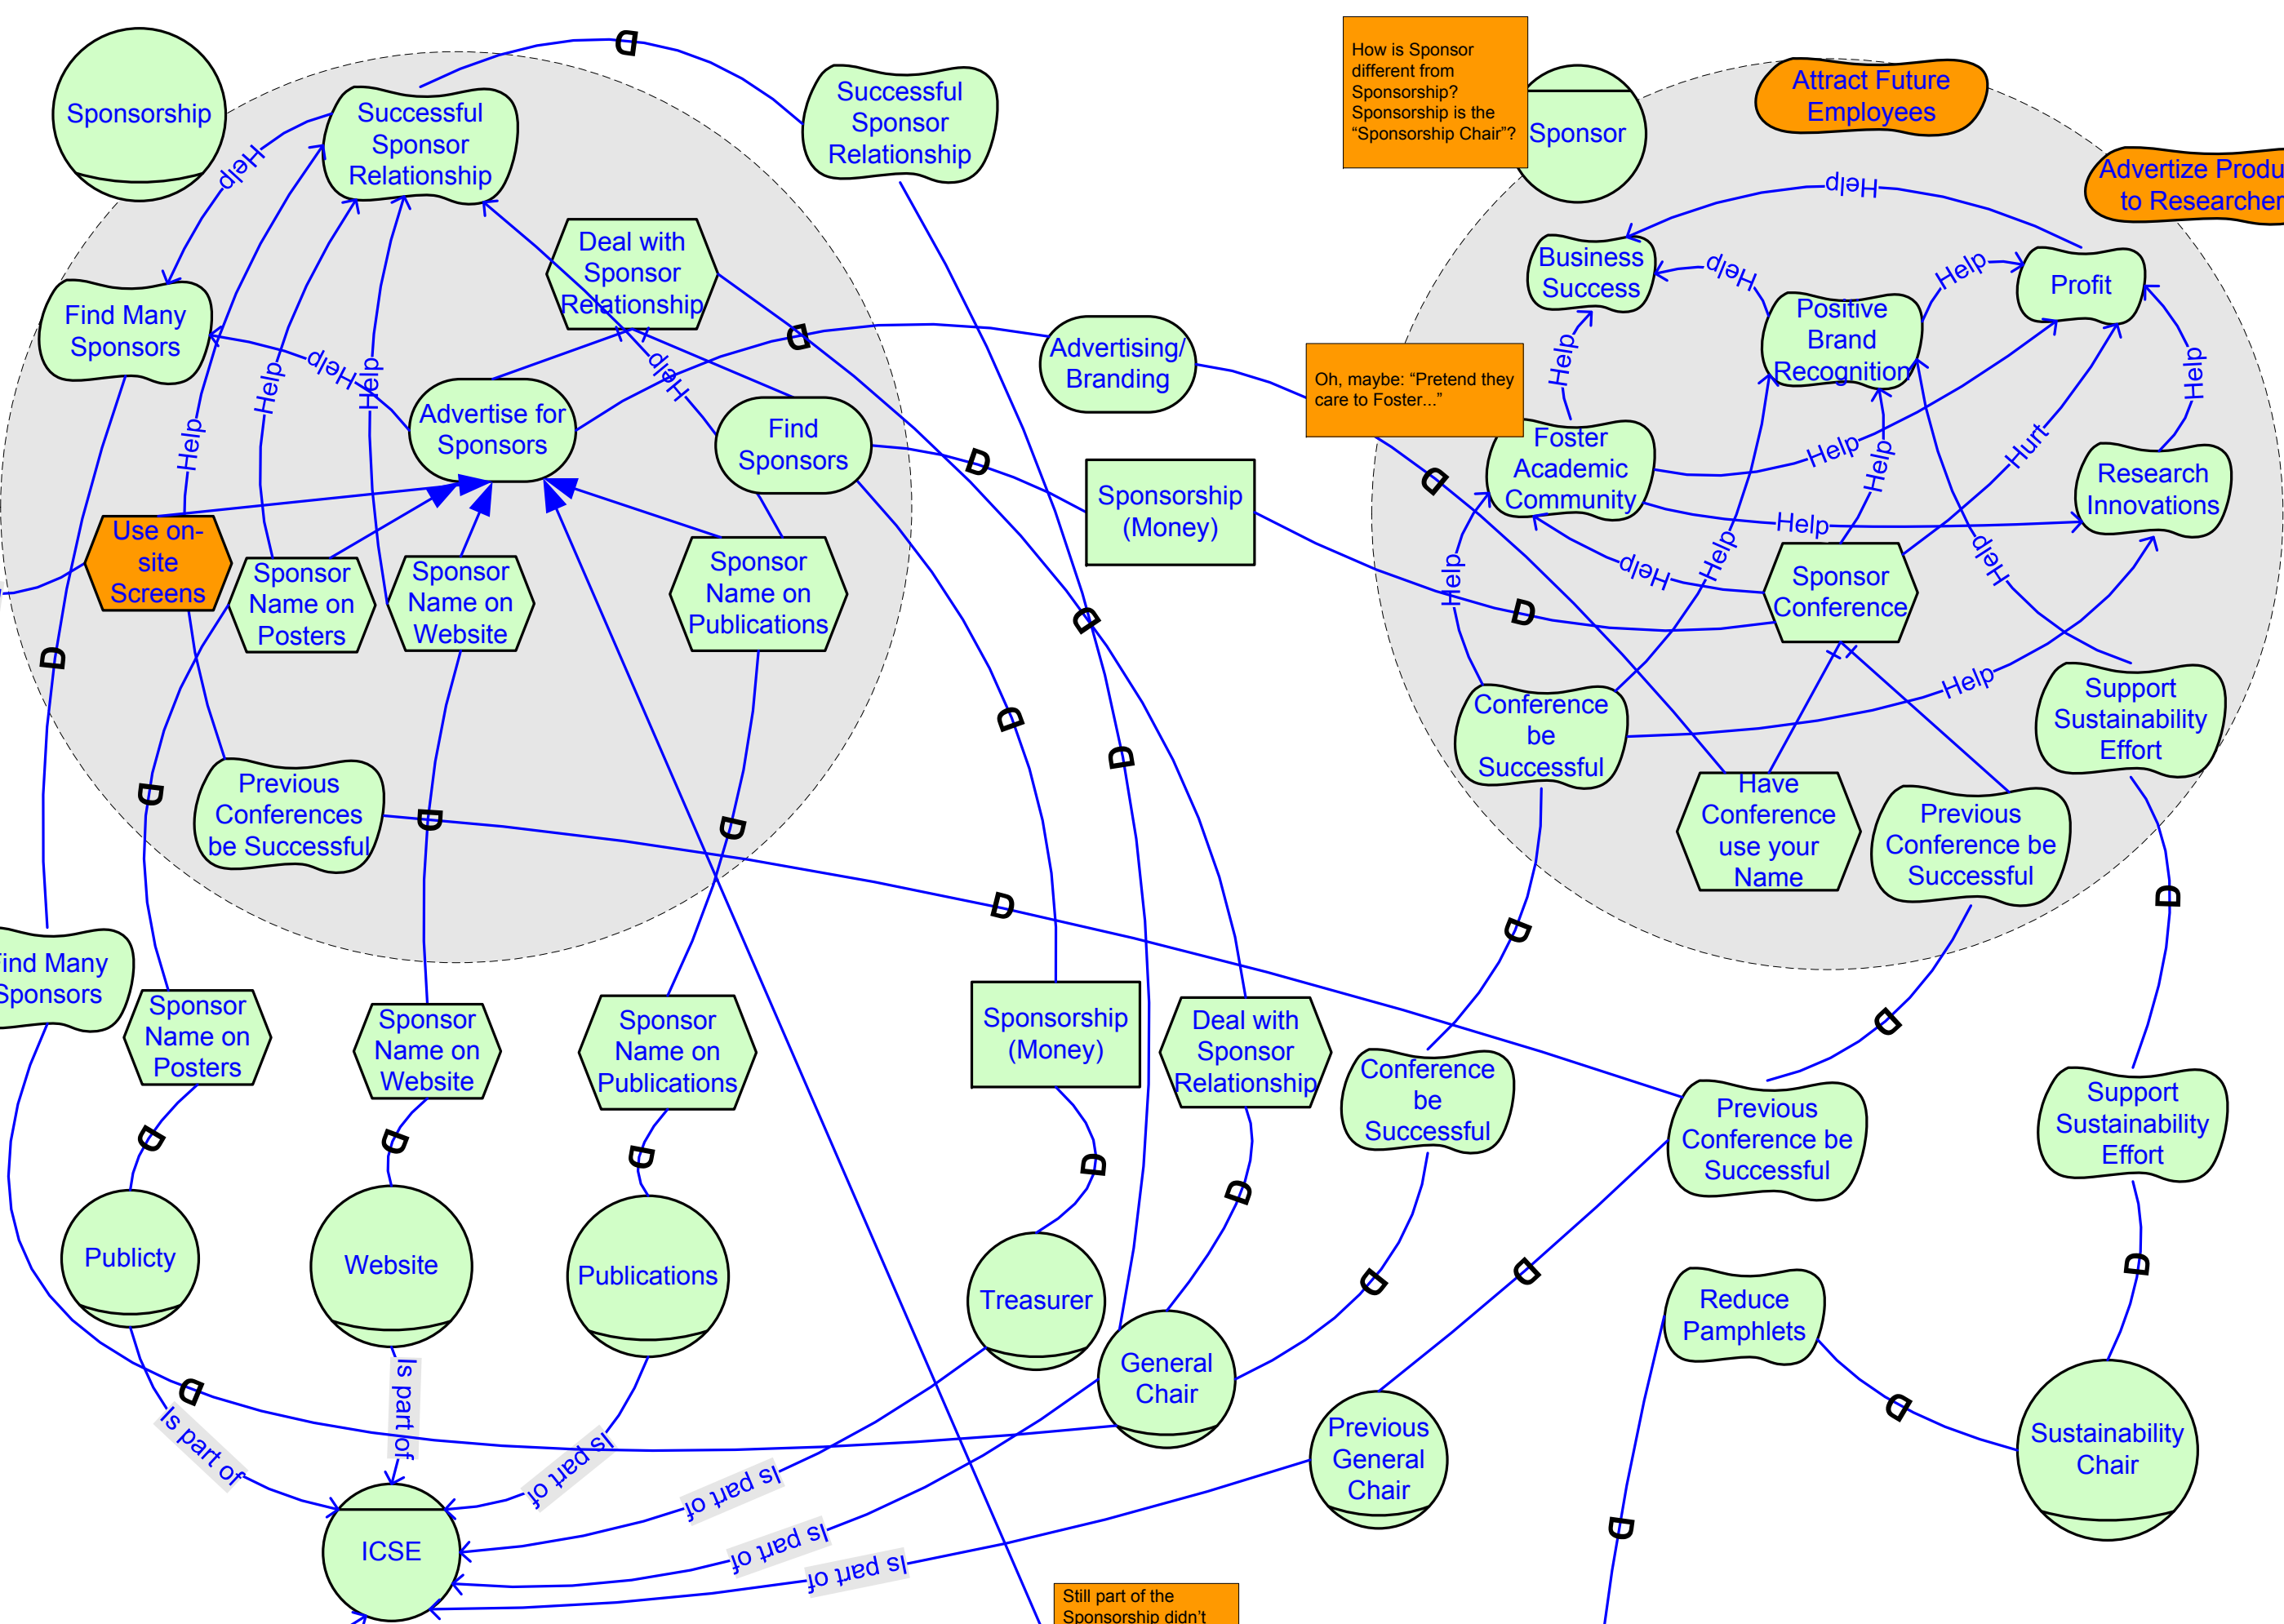 Sponsorship
Successful
Sponsor
Relationship
D
Successful
Sponsor
Relationship
How is Sponsor
different from
Sponsorship?
Sponsorship is the
"Sponsorship Chair"?
Sponsor
Attract Future
Employees
Advertize Produ
to Researcher
Help
Help
Deal with
Sponsor
Relationship
Business
Success
Help
Help
Profit
Find Many
Sponsors
D
Advertising/
Branding
Positive
Brand
Recognition
Help
Help
Help
Help
Help
Oh, maybe: "Pretend they
care to Foster..."
Help
Help
Advertise for
Sponsors
Find
Sponsors
D
Help
Foster
Academic
Community
Help
Help
Hurt
Research
Innovations
D
Sponsorship
(Money)
Help
Use on-
site
Screens
Sponsor
Name on
Posters
Sponsor
Name on
Website
Sponsor
Name on
Publications
D
D
Help
Help
Help
Help
Sponsor
Conference
D
D
D
Help
Conference
be
Successful
Support
Sustainability
Effort
D
Previous
Conferences
be Successful
D
D
Have
Conference
use your
Name
Previous
Conference be
Successful
D
D
D
Find Many
Sponsors
Sponsor
Name on
Posters
Sponsor
Name on
Website
Sponsor
Name on
Publications
Sponsorship
(Money)
Deal with
Sponsor
Relationship
D
Conference
be
Successful
Previous
Conference be
Successful
Support
Sustainability
Effort
D
D
D
D
D
Publicty
Website
Publications
Treasurer
General
Chair
D
D
D
Reduce
Pamphlets
D
Is part of
Is part of
Is part of
Is part of
Previous
General
Chair
D
Sustainability
Chair
ICSE
Is part of
Is part of
D
Still part of the
Sponsorship didn't